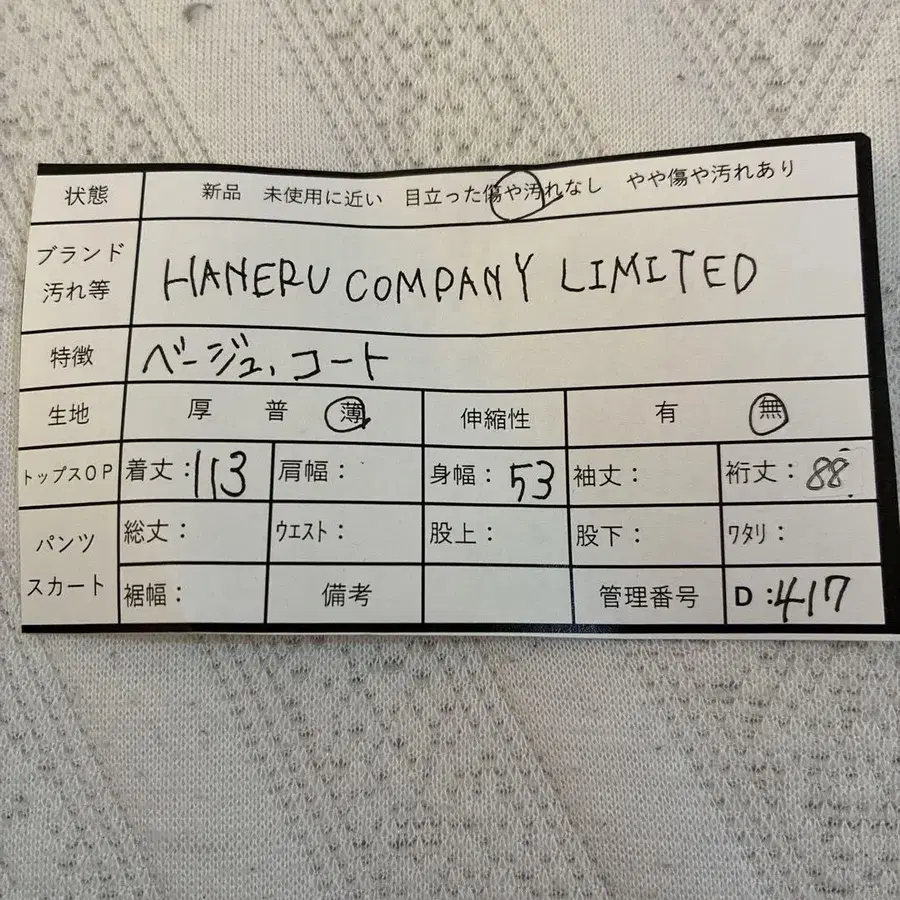 状態 新品 未使用に近い 目立った傷や汚れなし やや傷や汚れあり
ブランド
汚れ等 HANERU COMPANY LIMITED
特徴 ベージュ、コート
生地 厚 普 薄 伸縮性 有 無
トップスOP 着丈:113 肩幅: 身幅:53 袖丈: 裄丈:88
パンツ
スカート 総丈: ウエスト: 股上: 股下: ワタリ:
裾幅: 備考 管理番号 D:417